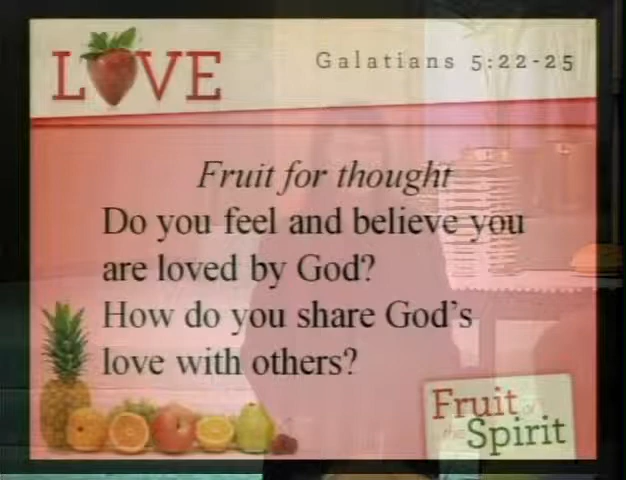 LOVE
Galatians 5:22-25
Fruit for thought
Do you feel and believe you
are loved by God?
How do you share God's
love with others?
Fruit
of the Spirit